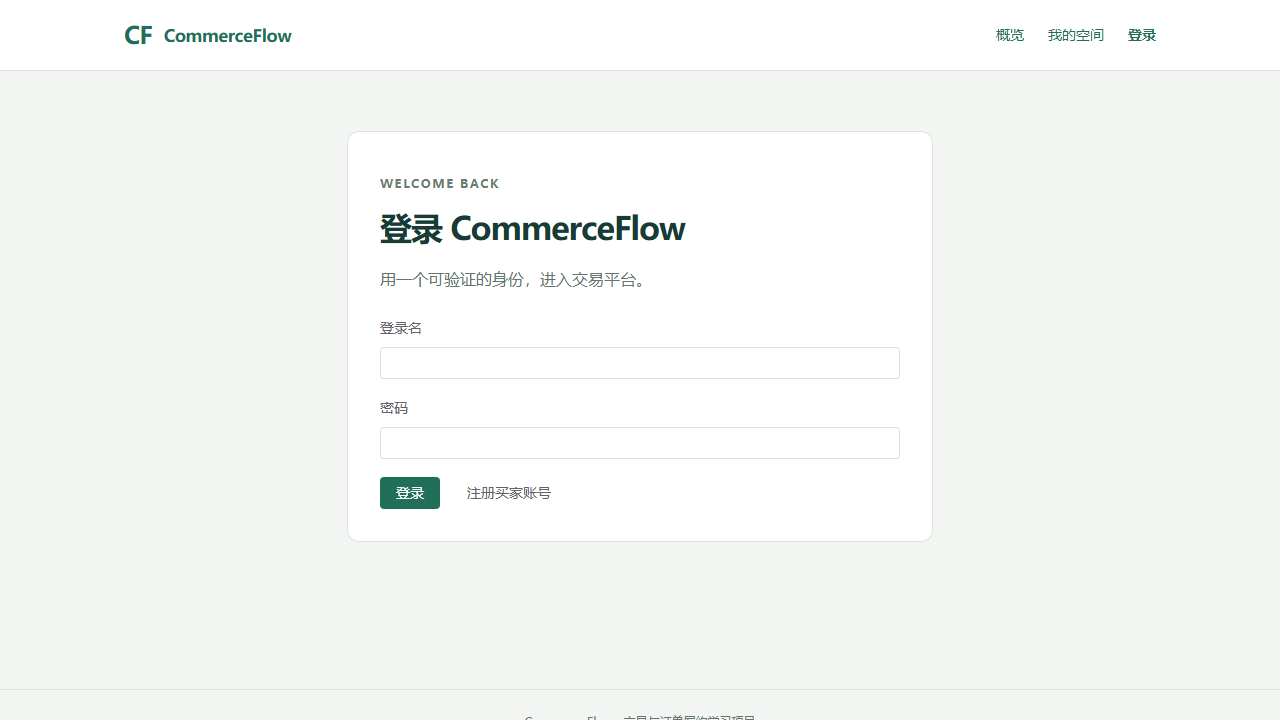 CF CommerceFlow
概览 我的空间 登录
WELCOME BACK
登录 CommerceFlow
用一个可验证的身份，进入交易平台。
登录名
密码
登录 注册买家账号